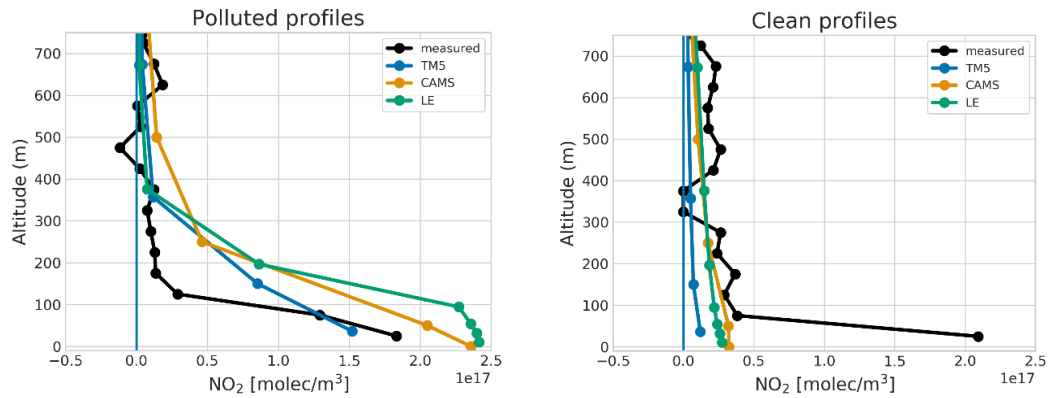 Polluted profiles
Altitude (m)
700
600
500
400
300
200
100
0
−0.5 0.0 0.5 1.0 1.5 2.0 2.5
1e17
NO₂ [molec/m³]
measured
TM5
CAMS
LE
Clean profiles
Altitude (m)
700
600
500
400
300
200
100
0
−0.5 0.0 0.5 1.0 1.5 2.0 2.5
1e17
NO₂ [molec/m³]
measured
TM5
CAMS
LE